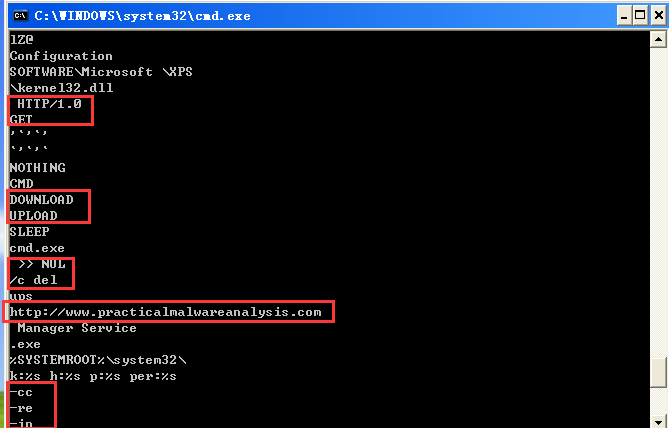 C:\WINDOWS\system32\cmd.exe
lZ@
Configuration
SOFTWARE\Microsoft \XPS
\kernel32.dll
 HTTP/1.0
GET
'`'`'
`'`'`
NOTHING
CMD
DOWNLOAD
UPLOAD
SLEEP
cmd.exe
 >> NUL
/c del
ups
http://www.practicalmalwareanalysis.com
 Manager Service
.exe
%SYSTEMROOT%\system32\
k:%s h:%s p:%s per:%s
-cc
-re
-in